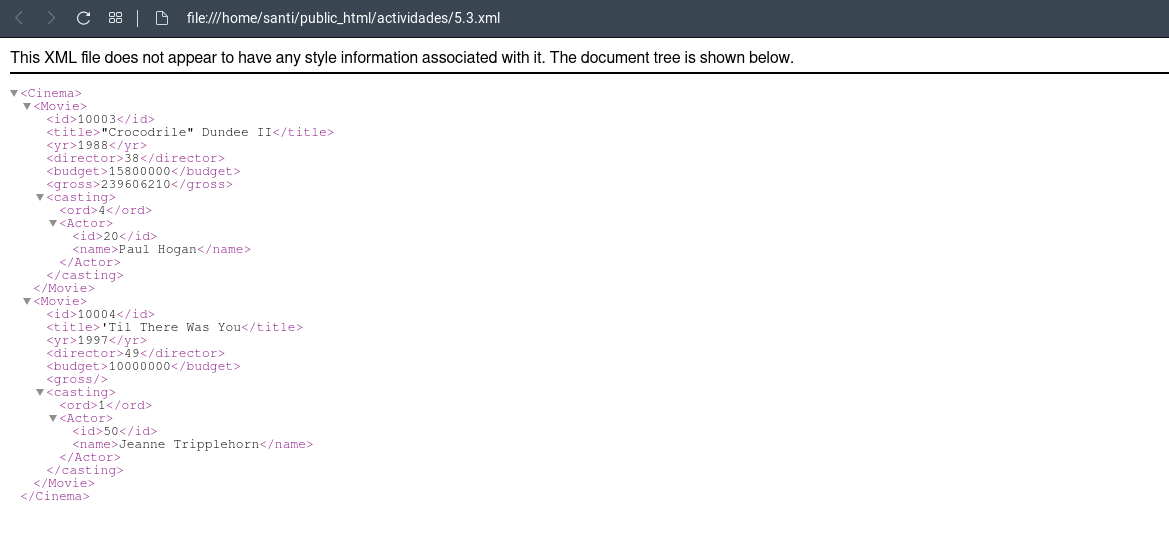 file:///home/santi/public_html/actividades/5.3.xml
This XML file does not appear to have any style information associated with it. The document tree is shown below.
<Cinema>
<Movie>
<id>10003</id>
<title>"Crocodrile" Dundee II</title>
<yr>1988</yr>
<director>38</director>
<budget>15800000</budget>
<gross>239606210</gross>
<casting>
<ord>4</ord>
<Actor>
<id>20</id>
<name>Paul Hogan</name>
</Actor>
</casting>
</Movie>
<Movie>
<id>10004</id>
<title>'Til There Was You</title>
<yr>1997</yr>
<director>49</director>
<budget>10000000</budget>
<gross/>
<casting>
<ord>1</ord>
<Actor>
<id>50</id>
<name>Jeanne Tripplehorn</name>
</Actor>
</casting>
</Movie>
</Cinema>